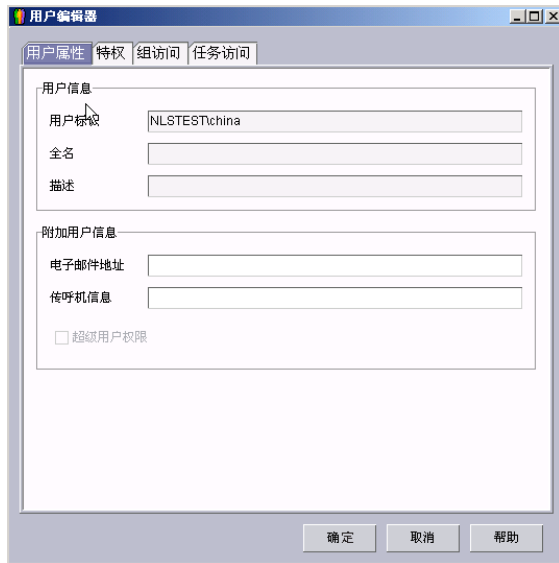 用户编辑器
用户属性 特权 组访问 任务访问
用户信息
用户标识 NLSTEST\china
全名
描述
附加用户信息
电子邮件地址
传呼机信息
超级用户权限
确定 取消 帮助